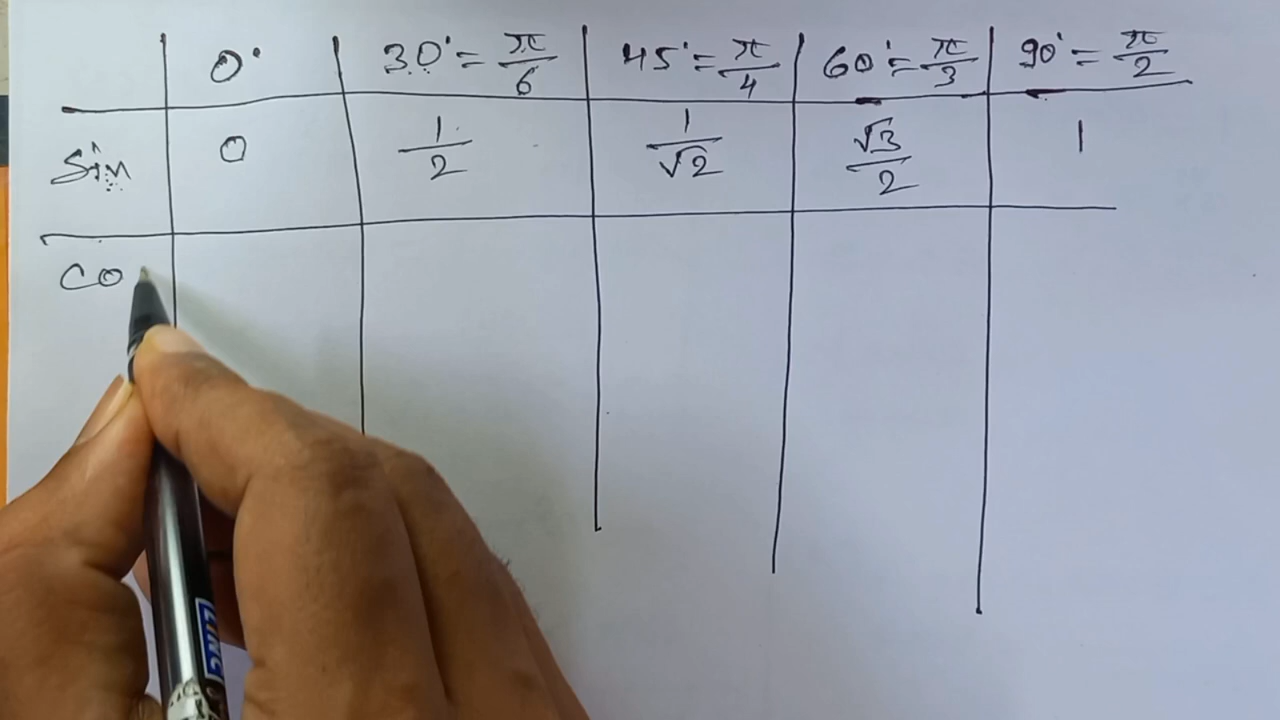 0° 30° = π/6 45° = π/4 60° = π/3 90° = π/2
Sin 0 1/2 1/√2 √3/2 1
Co
LINC